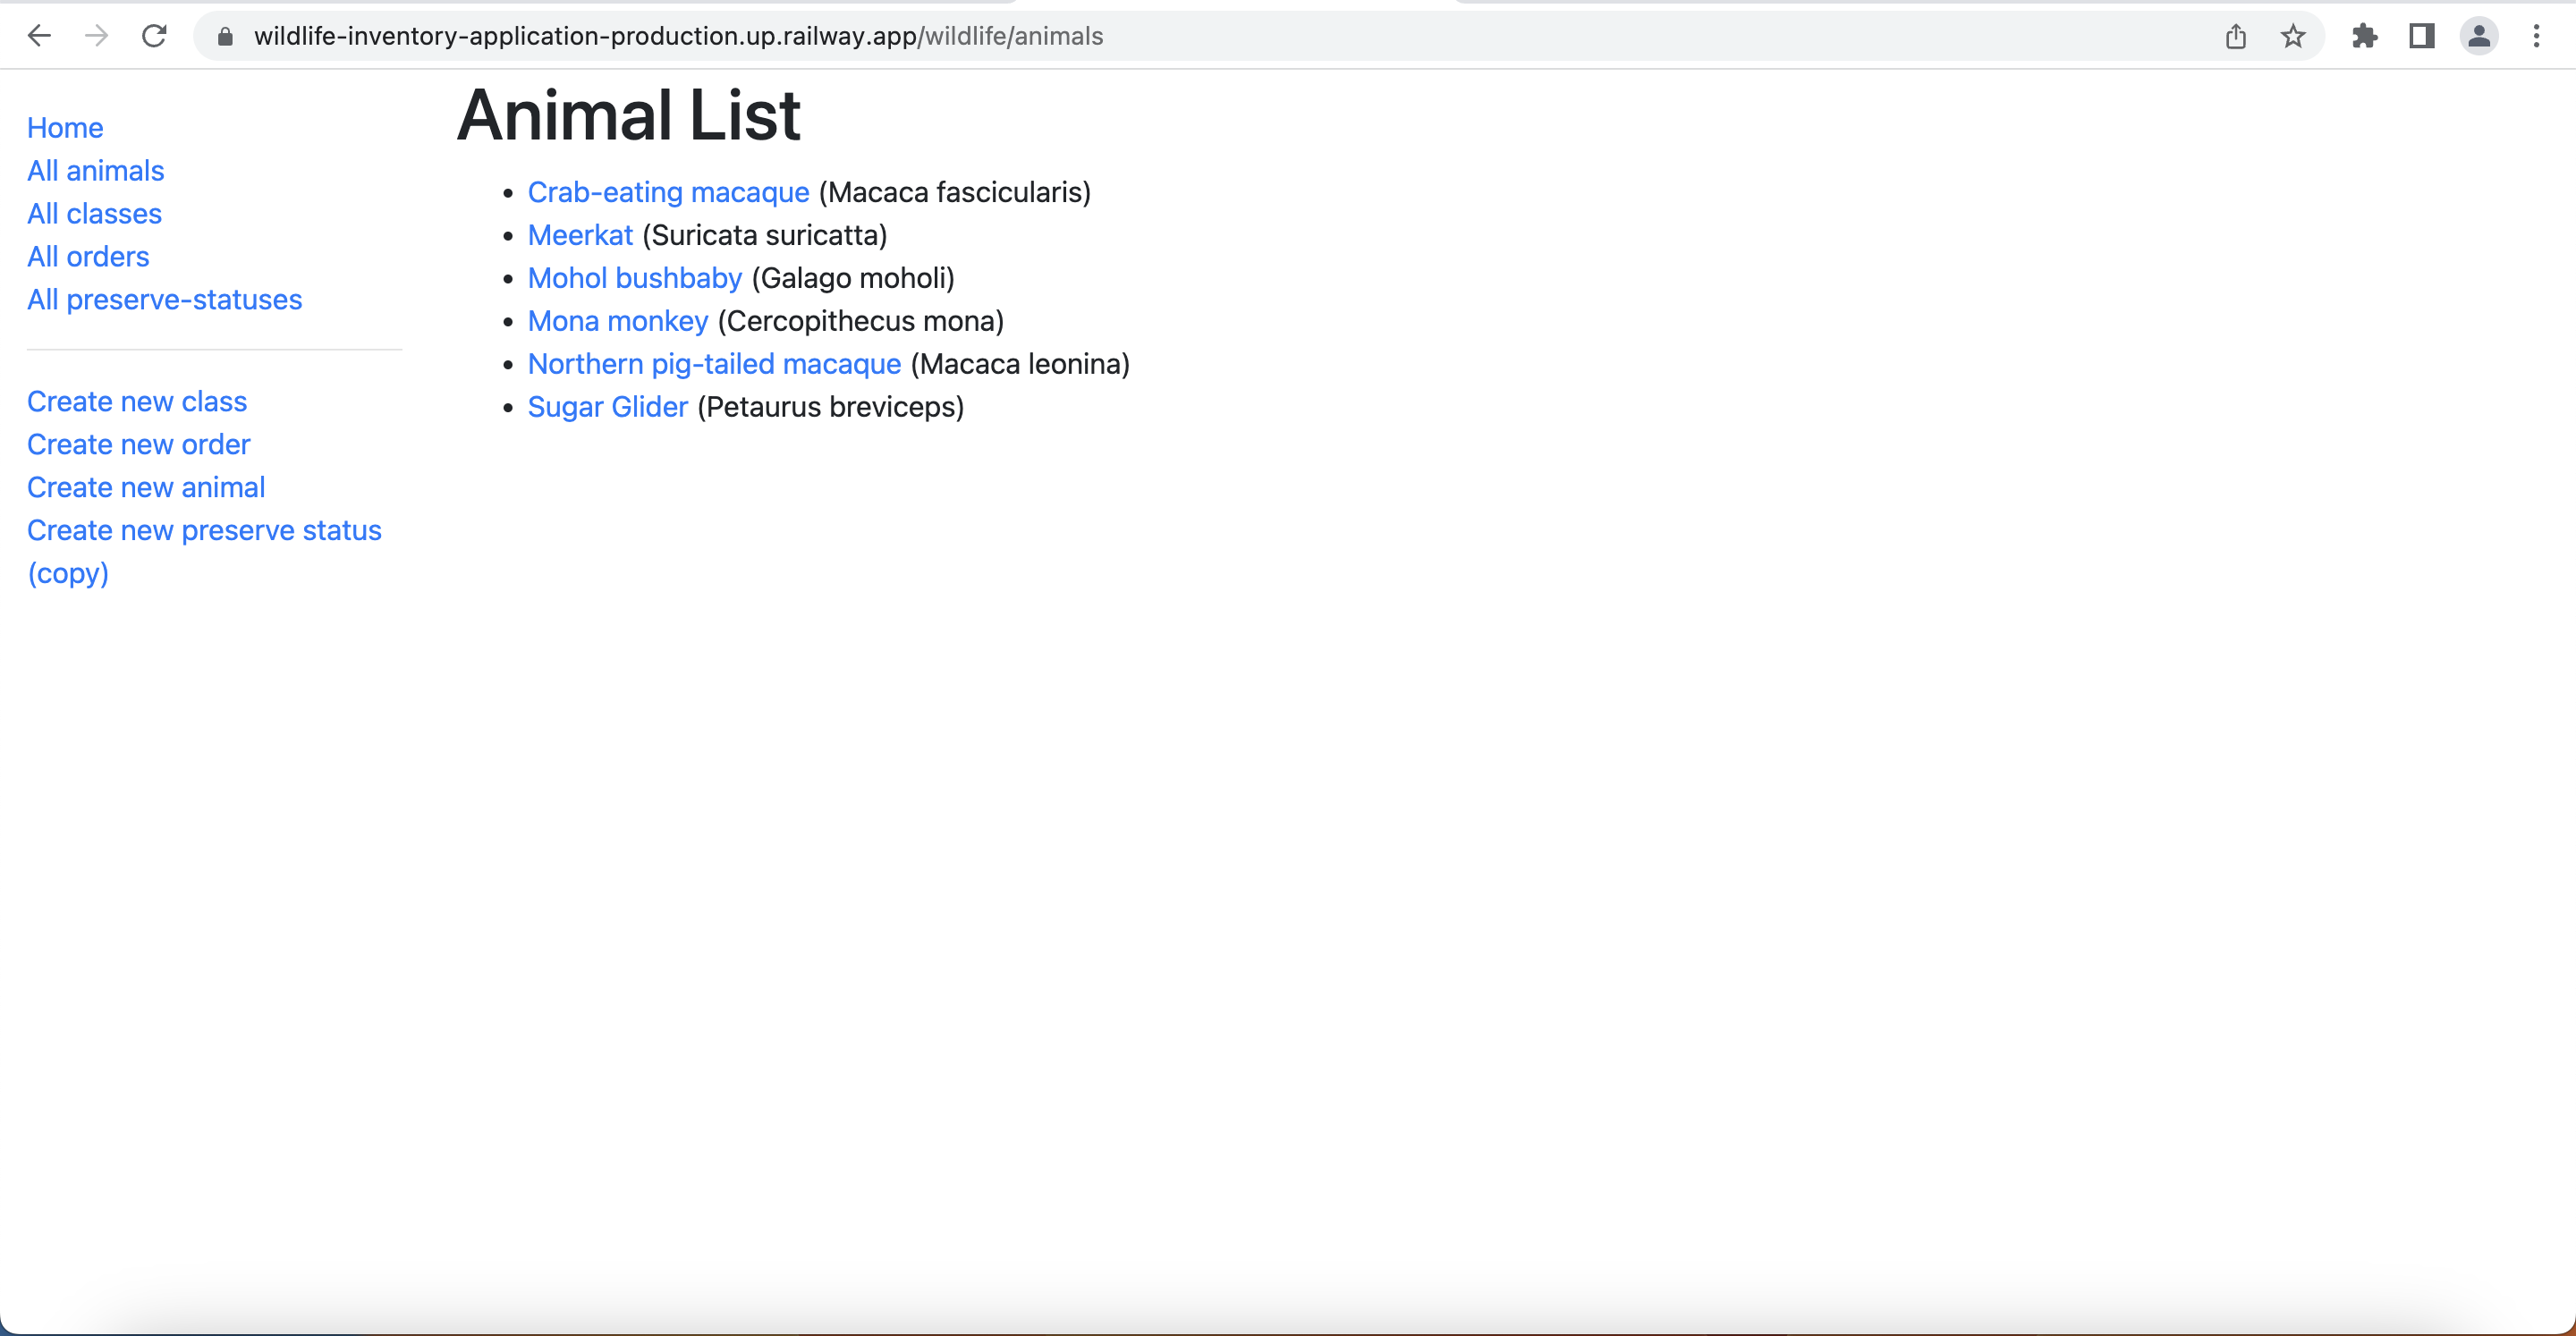 wildlife-inventory-application-production.up.railway.app/wildlife/animals
Home
All animals
All classes
All orders
All preserve-statuses
Create new class
Create new order
Create new animal
Create new preserve status
(copy)
Animal List
• Crab-eating macaque (Macaca fascicularis)
• Meerkat (Suricata suricatta)
• Mohol bushbaby (Galago moholi)
• Mona monkey (Cercopithecus mona)
• Northern pig-tailed macaque (Macaca leonina)
• Sugar Glider (Petaurus breviceps)